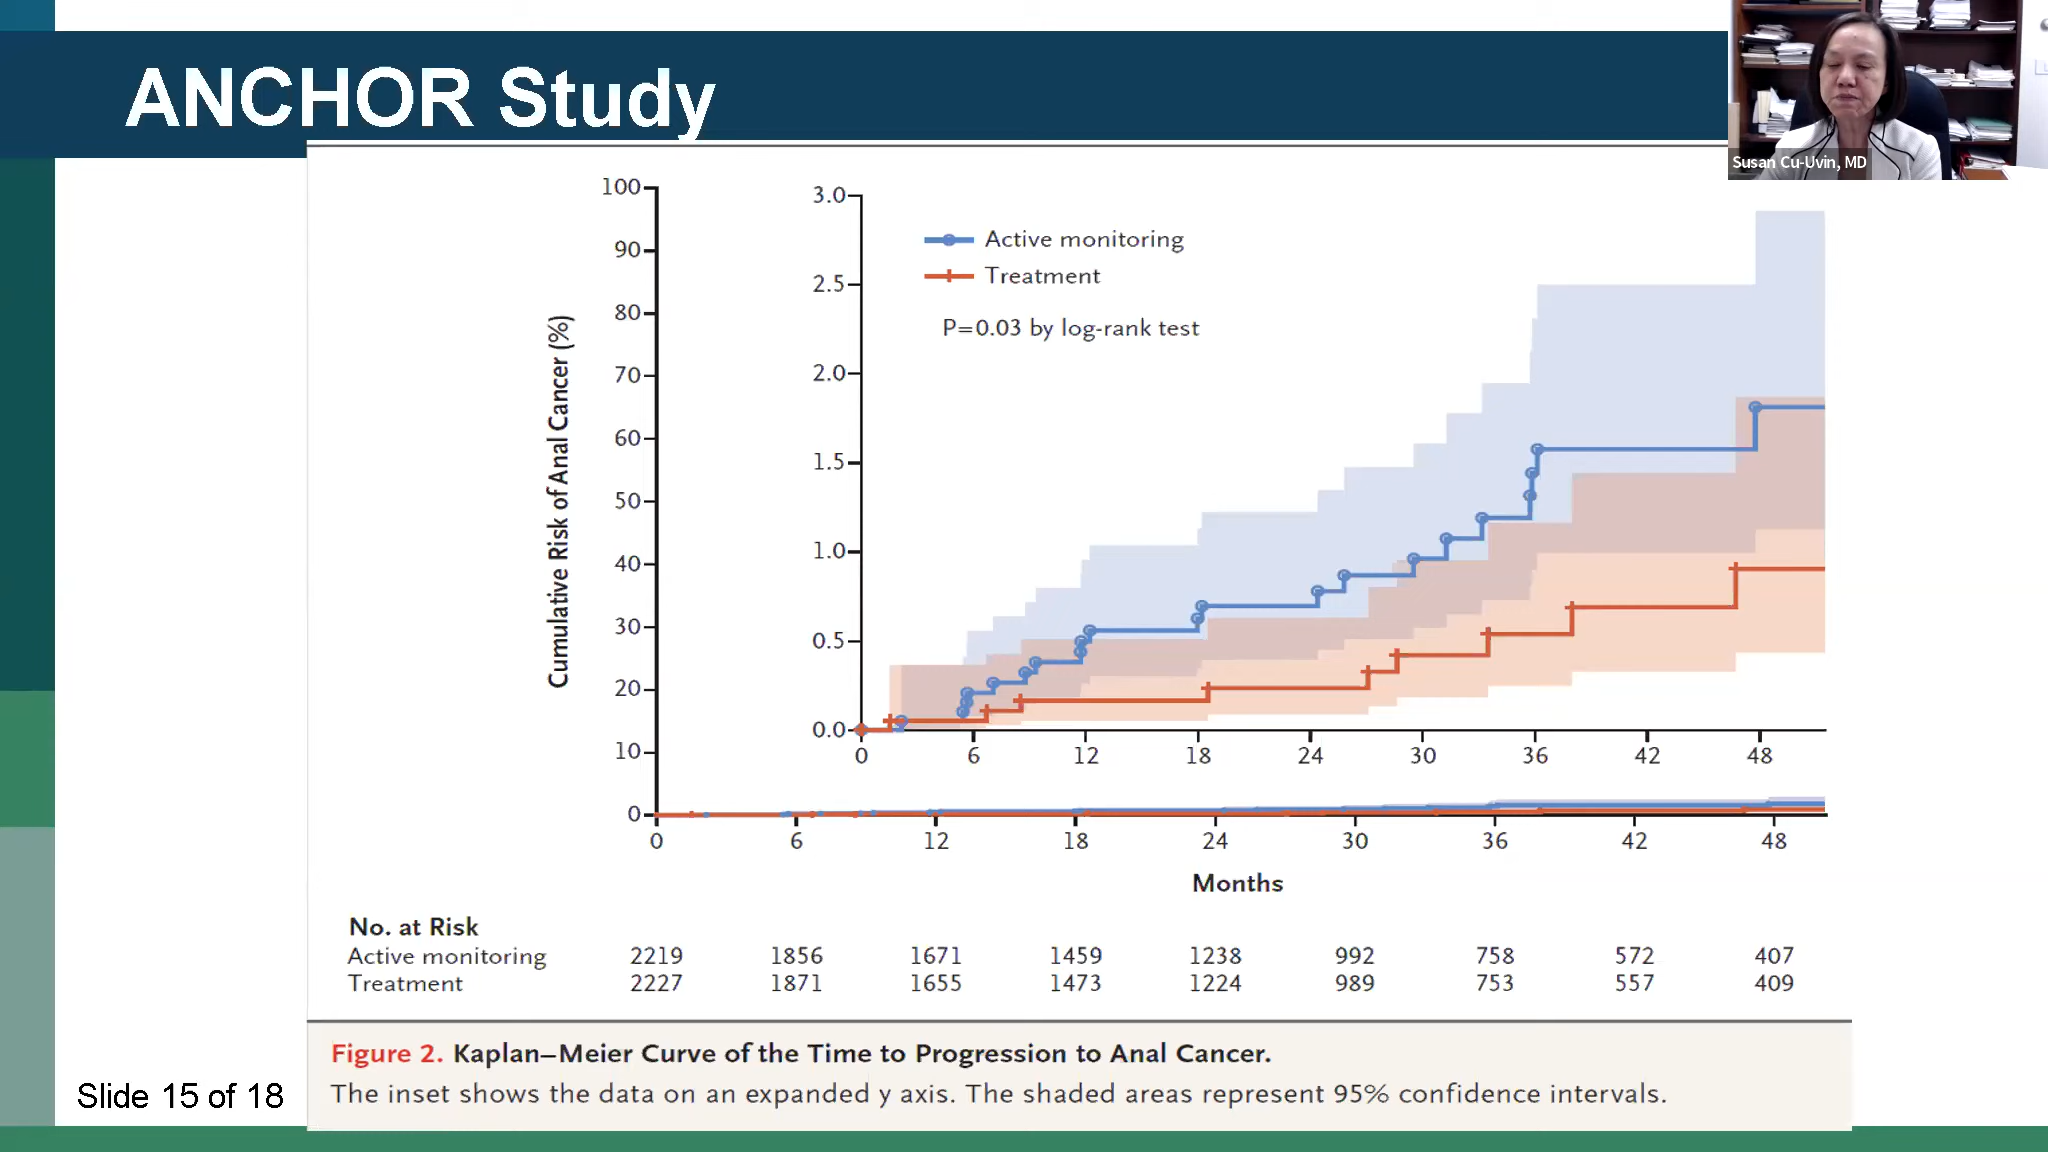 ANCHOR Study
Susan Cu-Uvin, MD
Cumulative Risk of Anal Cancer (%)
100
90
80
70
60
50
40
30
20
10
0
3.0
2.5
2.0
1.5
1.0
0.5
0.0
Active monitoring
Treatment
P=0.03 by log-rank test
0 6 12 18 24 30 36 42 48
0 6 12 18 24 30 36 42 48
Months
No. at Risk
Active monitoring 2219 1856 1671 1459 1238 992 758 572 407
Treatment 2227 1871 1655 1473 1224 989 753 557 409
Figure 2. Kaplan–Meier Curve of the Time to Progression to Anal Cancer.
The inset shows the data on an expanded y axis. The shaded areas represent 95% confidence intervals.
Slide 15 of 18